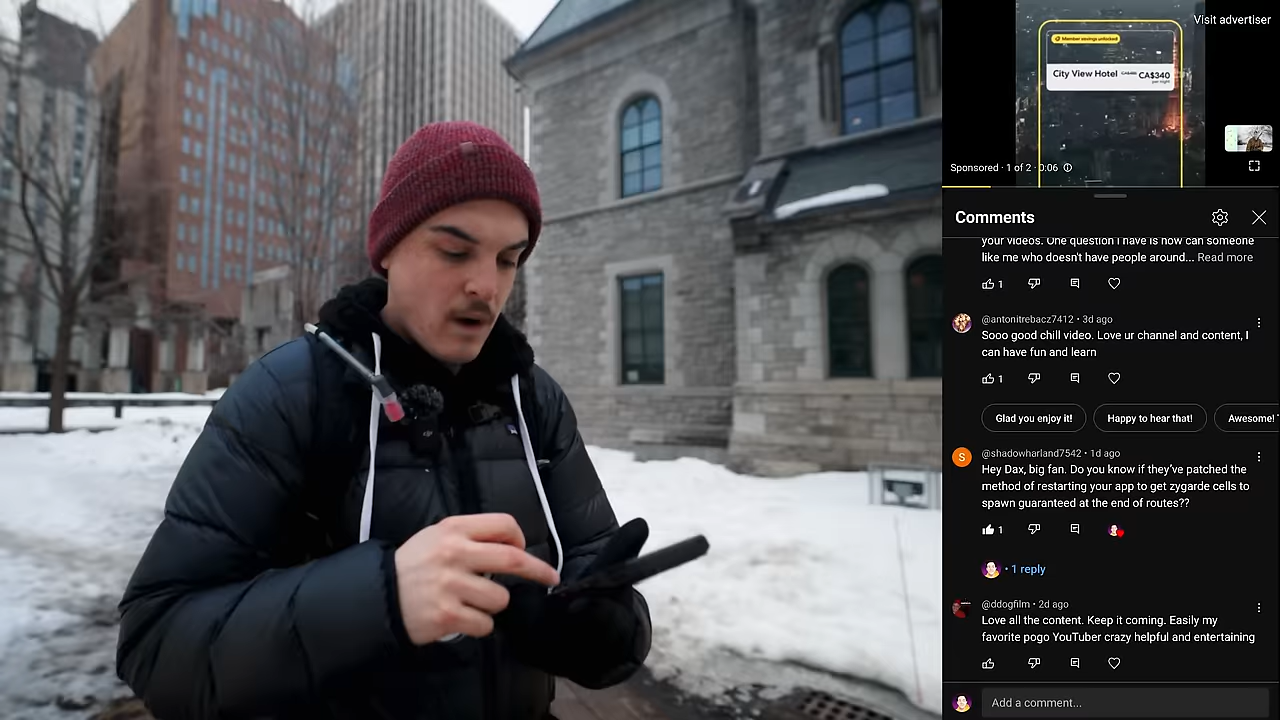 Visit advertiser
Member savings unlocked
City View Hotel
CA$340
per night
Sponsored · 1 of 2 · 0:06
Comments
your videos. One question I have is how can someone
like me who doesn't have people around... Read more
1
@antonitrebacz7412 • 3d ago
Sooo good chill video. Love ur channel and content, I
can have fun and learn
1
Glad you enjoy it!
Happy to hear that!
Awesome!
S
@shadowharland7542 • 1d ago
Hey Dax, big fan. Do you know if they've patched the
method of restarting your app to get zygarde cells to
spawn guaranteed at the end of routes??
1
• 1 reply
@ddogfilm • 2d ago
Love all the content. Keep it coming. Easily my
favorite pogo YouTuber crazy helpful and entertaining
Add a comment...